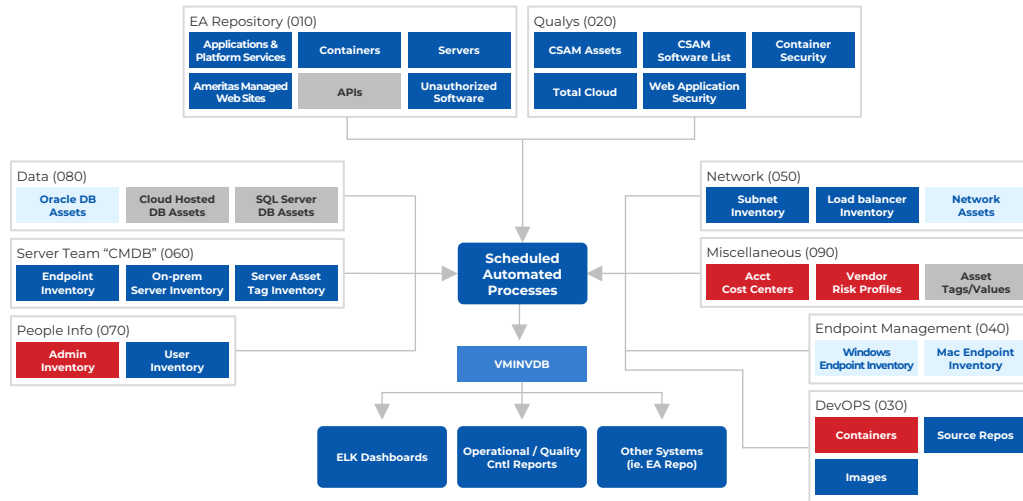 EA Repository (010)
Applications &
Platform Services
Containers
Servers
Ameritas Managed
Web Sites
APIs
Unauthorized
Software
Qualys (020)
CSAM Assets
CSAM
Software List
Container
Security
Total Cloud
Web Application
Security
Data (080)
Oracle DB
Assets
Cloud Hosted
DB Assets
SQL Server
DB Assets
Server Team “CMDB” (060)
Endpoint
Inventory
On-prem
Server Inventory
Server Asset
Tag Inventory
People Info (070)
Admin
Inventory
User
Inventory
Scheduled
Automated
Processes
VMINVDB
ELK Dashboards
Operational / Quality
Cntl Reports
Other Systems
(ie. EA Repo)
Network (050)
Subnet
Inventory
Load balancer
Inventory
Network
Assets
Miscellaneous (090)
Acct
Cost Centers
Vendor
Risk Profiles
Asset
Tags/Values
Endpoint Management (040)
Windows
Endpoint Inventory
Mac Endpoint
Inventory
DevOPS (030)
Containers
Source Repos
Images